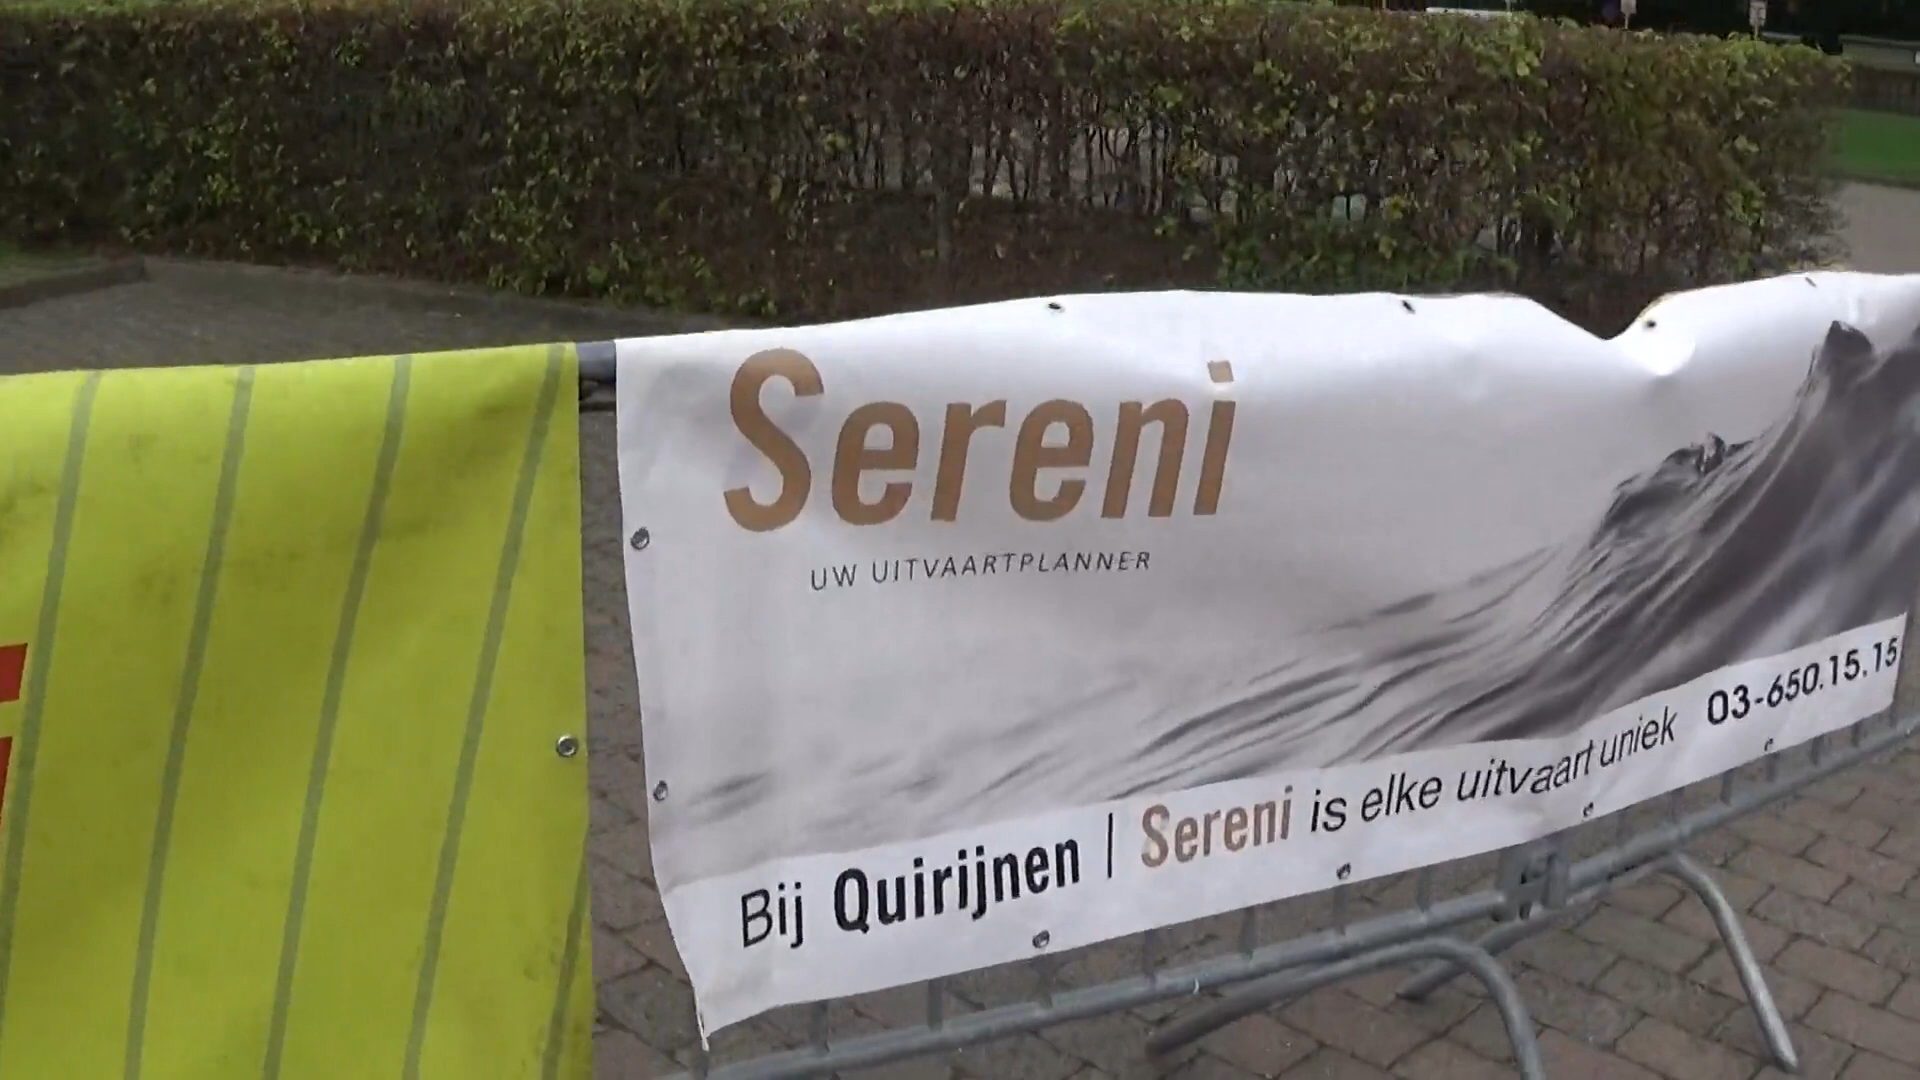 Sereni
UW UITVAARTPLANNER
Bij Quirijnen | Sereni is elke uitvaart uniek 03-650.15.15